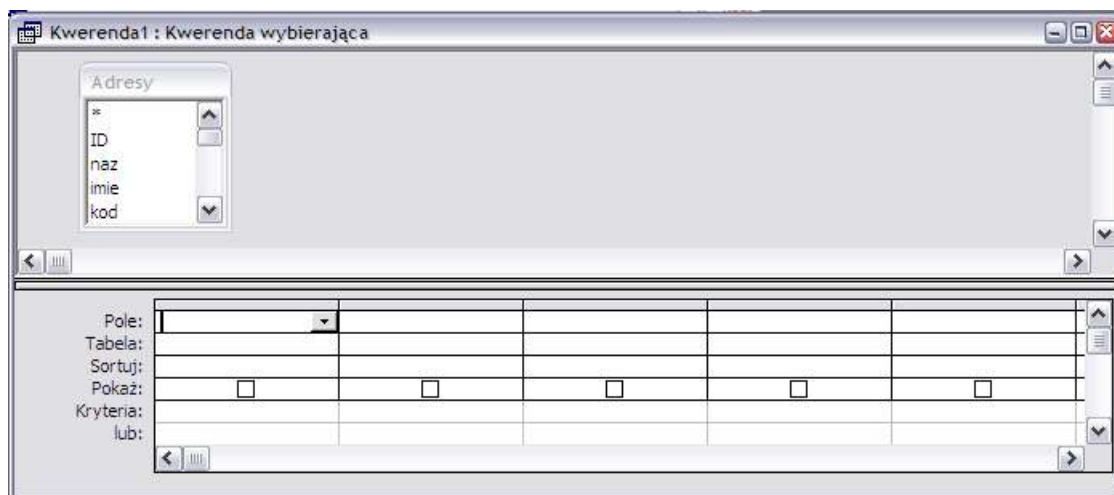 Kwerenda1 : Kwerenda wybierająca
Adresy
*
ID
naz
imie
kod
Pole:
Tabela:
Sortuj:
Pokaż:
Kryteria:
lub: